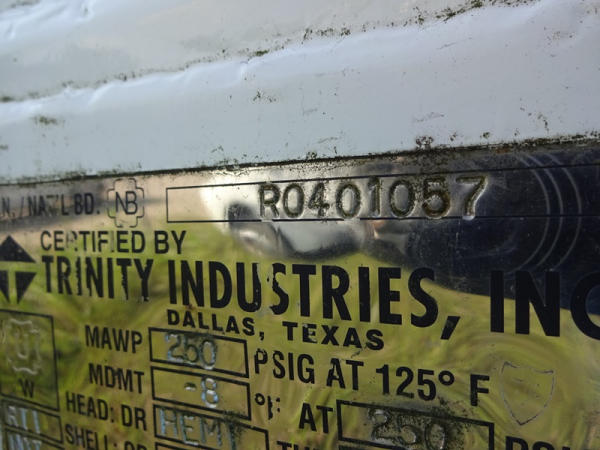 N./NAT'L BD. NB R0401057
CERTIFIED BY
TRINITY INDUSTRIES, INC
DALLAS, TEXAS
MAWP 250 PSIG AT 125° F
MDMT -8 °F AT 250
HEAD: DR HEMI
SHELL:
U
W